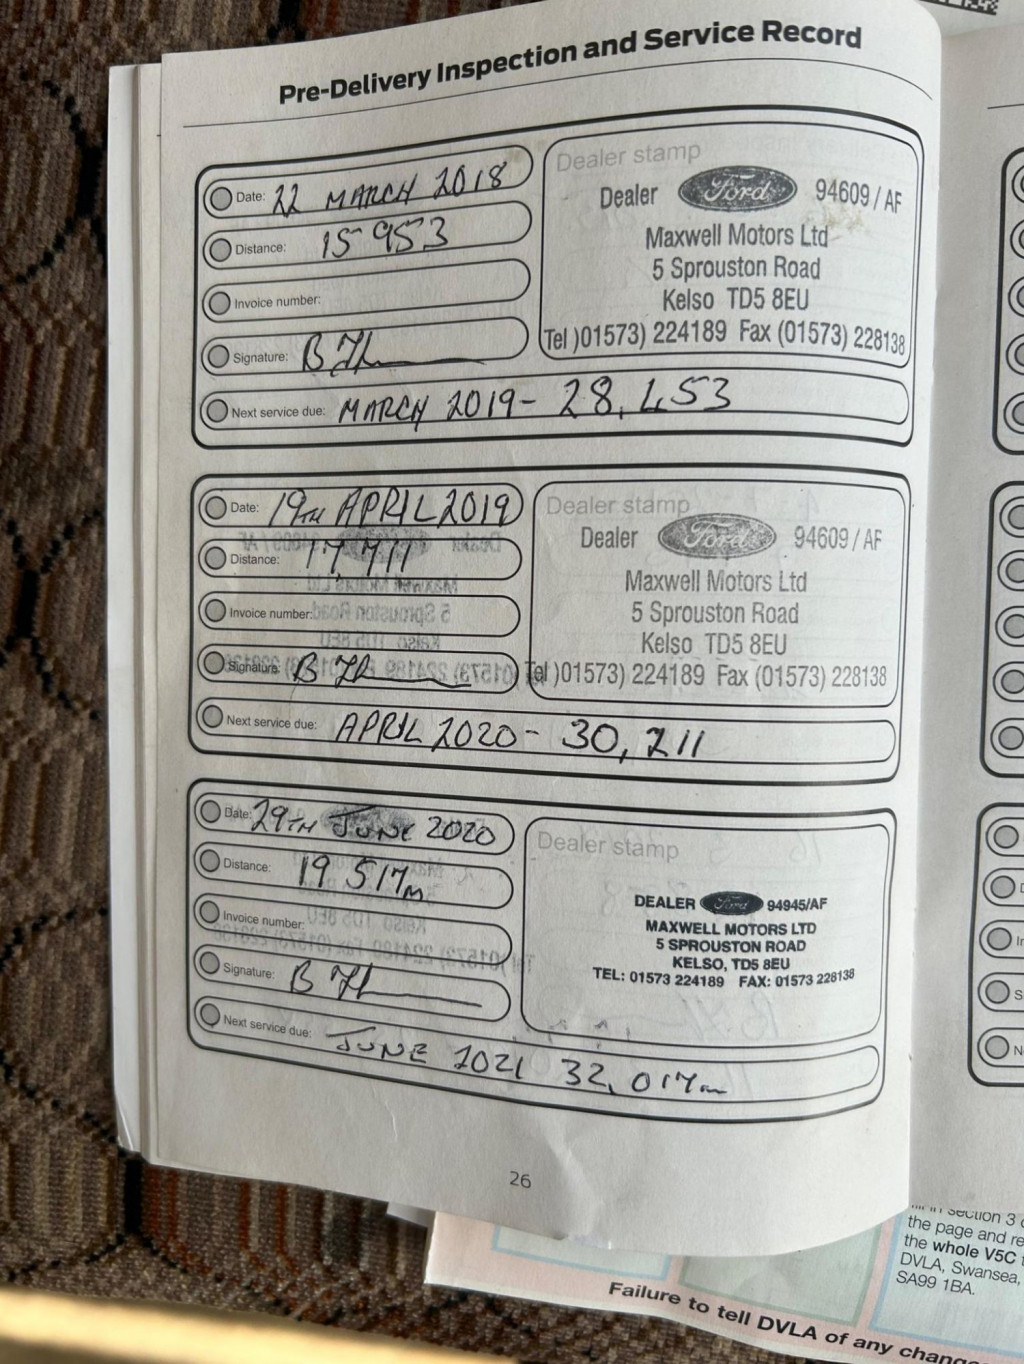 Pre-Delivery Inspection and Service Record
Date: 22 MARCH 2018
Distance: 15 953
Invoice number:
Signature: B
Next service due: MARCH 2019 - 28,453
Dealer stamp
Dealer Ford 94609/AF
Maxwell Motors Ltd
5 Sprouston Road
Kelso TD5 8EU
Tel )01573) 224189 Fax (01573) 228138
Date: 19TH APRIL 2019
Distance: 17,711
Invoice number:
Signature: B
Next service due: APRIL 2020 - 30,211
Dealer stamp
Dealer Ford 94609/AF
Maxwell Motors Ltd
5 Sprouston Road
Kelso TD5 8EU
Tel )01573) 224189 Fax (01573) 228138
Date: 29TH JUNE 2020
Distance: 19 517m
Invoice number:
Signature: B
Next service due: JUNE 2021 32,017m
Dealer stamp
DEALER Ford 94945/AF
MAXWELL MOTORS LTD
5 SPROUSTON ROAD
KELSO, TD5 8EU
TEL: 01573 224189 FAX: 01573 228138
26
in section 3
the page and
the whole V5C
DVLA, Swansea,
SA99 1BA.
Failure to tell DVLA of any